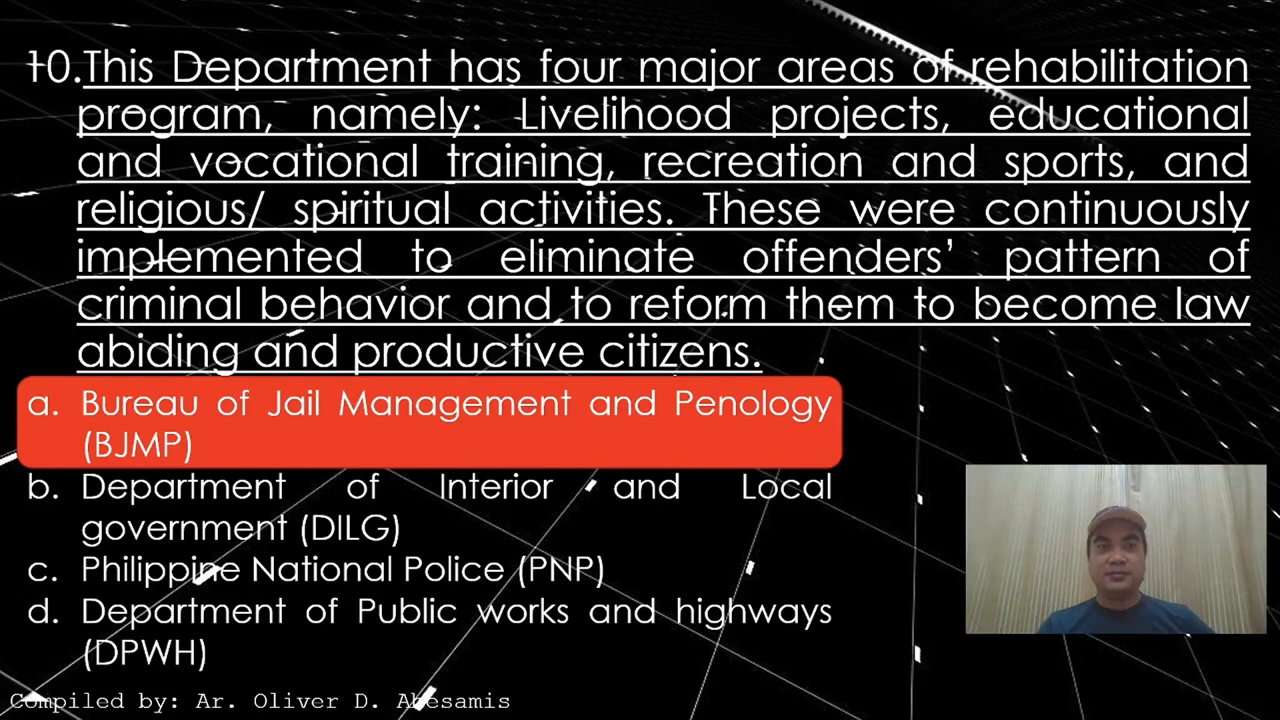 10.This Department has four major areas of rehabilitation
program, namely: Livelihood projects, educational
and vocational training, recreation and sports, and
religious/ spiritual activities. These were continuously
implemented to eliminate offenders’ pattern of
criminal behavior and to reform them to become law
abiding and productive citizens.
a. Bureau of Jail Management and Penology
(BJMP)
b. Department of Interior and Local
government (DILG)
c. Philippine National Police (PNP)
d. Department of Public works and highways
(DPWH)
Compiled by: Ar. Oliver D. Abesamis